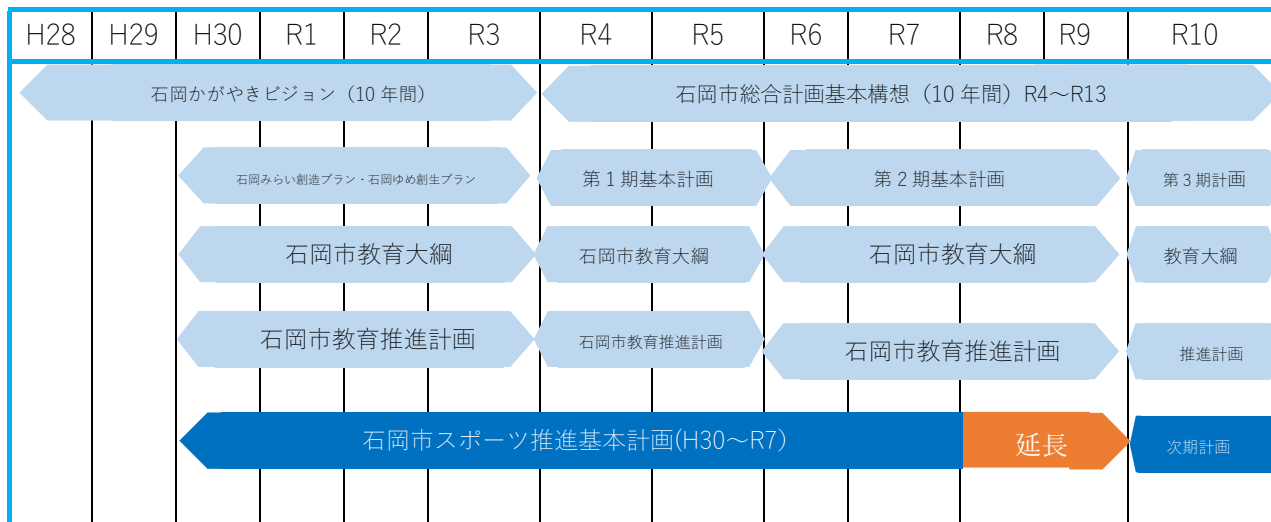 H28 H29 H30 R1 R2 R3 R4 R5 R6 R7 R8 R9 R10
石岡かがやきビジョン（10 年間） 石岡市総合計画基本構想（10 年間）R4～R13
石岡みらい創造プラン・石岡ゆめ創生プラン 第１期基本計画 第２期基本計画 第３期計画
石岡市教育大綱 石岡市教育大綱 石岡市教育大綱 教育大綱
石岡市教育推進計画 石岡市教育推進計画 石岡市教育推進計画 推進計画
石岡市スポーツ推進基本計画(H30～R7) 延長 次期計画